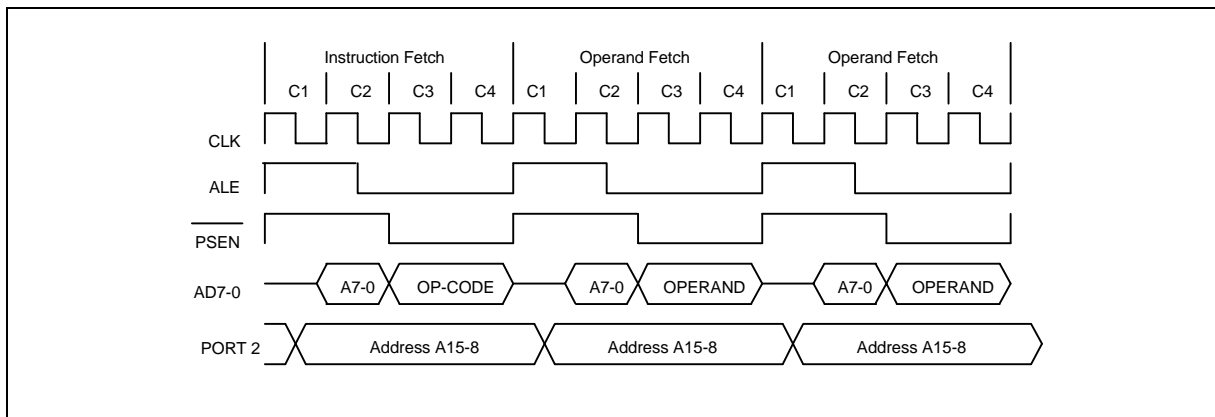 Instruction Fetch Operand Fetch Operand Fetch
C1 C2 C3 C4 C1 C2 C3 C4 C1 C2 C3 C4
CLK
ALE
PSEN
AD7-0 A7-0 OP-CODE A7-0 OPERAND A7-0 OPERAND
PORT 2 Address A15-8 Address A15-8 Address A15-8